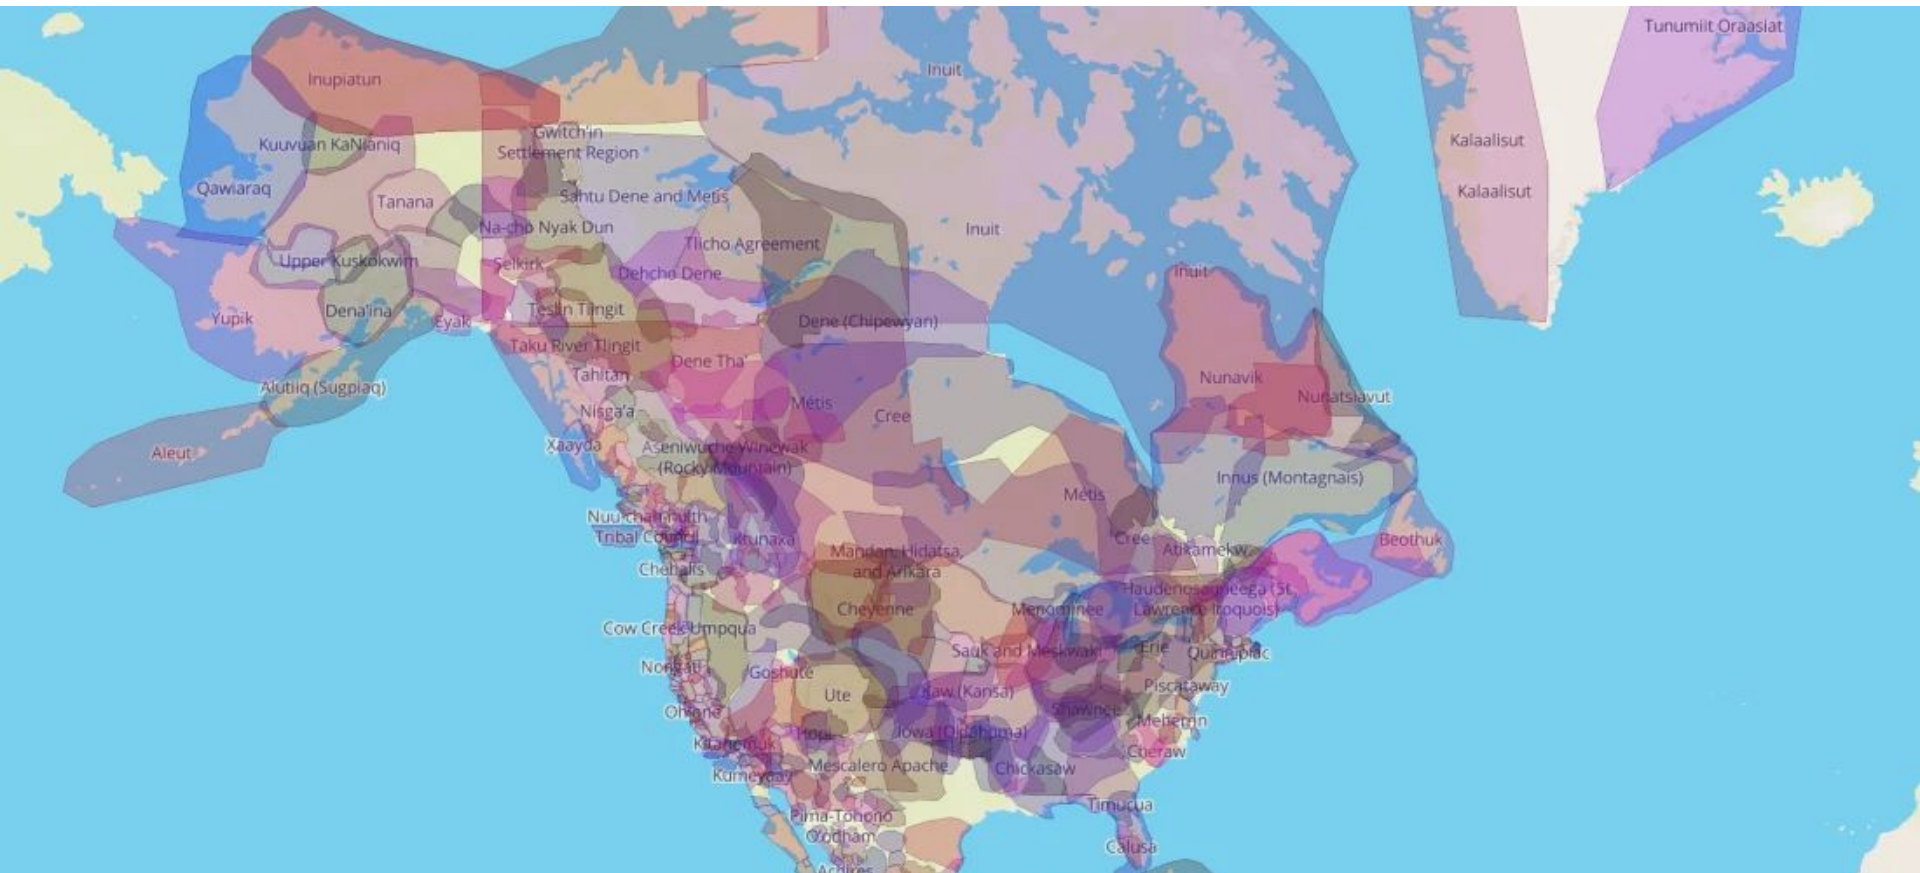 Tunumiit Oraasiat
Inuit
Inupiatun
Gwitch'in
Settlement Region
Kuuvuan KaNianiq
Kalaalisut
Qawiaraq
Tanana
Sahtu Dene and Metis
Kalaalisut
Na-cho Nyak Dun
Inuit
Tlicho Agreement
Upper Kuskokwim
Selkirk
Dehcho Dene
Inuit
Yupik
Dena'ina
Eyak
Teslin Tlingit
Dene (Chipewyan)
Taku River Tlingit
Dene Tha'
Tahltan
Nunavik
Alutiiq (Sugpiaq)
Nunatsiavut
Nisga'a
Métis
Cree
Xaayda
Aseniwuche Winewak
(Rocky Mountain)
Aleut
Innus (Montagnais)
Métis
Nuu-chah-nulth
Tribal Council
Ktunaxa
Cree
Atikamekw
Beothuk
Mandan, Hidatsa,
and Arikara
Chehalis
Haudenosauneega (St.
Lawrence Iroquois)
Cheyenne
Menominee
Cow Creek Umpqua
Sauk and Meskwaki
Erie
Quinnipiac
Goshute
Ute
Kaw (Kansa)
Piscataway
Shawnee
Meherrin
Ohlone
Hopi
Iowa (Oklahoma)
Kitanemuk
Cheraw
Mescalero Apache
Chickasaw
Kumeyaay
Timucua
Pima-Tohono
O'odham
Calusa